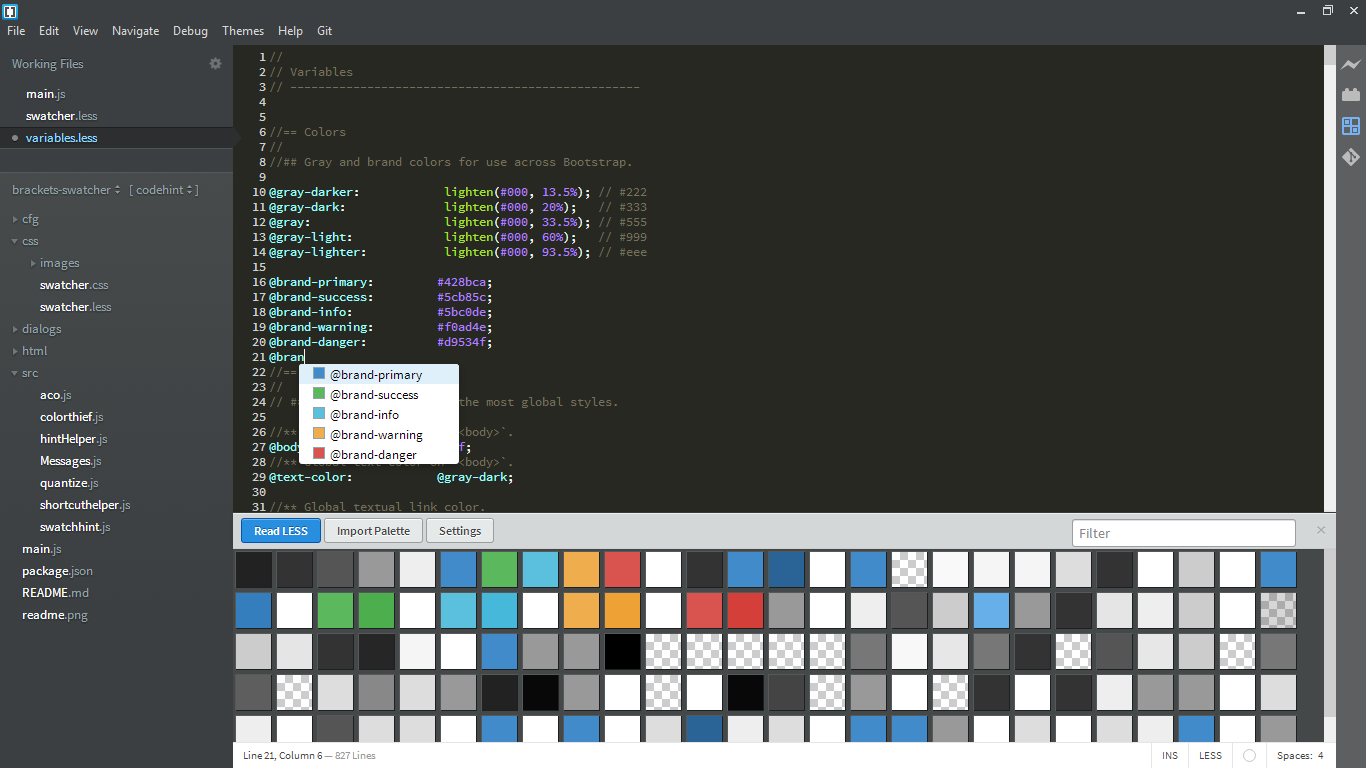 File Edit View Navigate Debug Themes Help Git
Working Files
main.js
swatcher.less
variables.less
brackets-swatcher [ codehint ]
cfg
css
images
swatcher.css
swatcher.less
dialogs
html
src
aco.js
colorthief.js
hintHelper.js
Messages.js
quantize.js
shortcuthelper.js
swatchhint.js
main.js
package.json
README.md
readme.png
1 //
2 // Variables
3 // --------------------------------------------------
4
5
6 //== Colors
7 //
8 //## Gray and brand colors for use across Bootstrap.
9
10 @gray-darker: lighten(#000, 13.5%); // #222
11 @gray-dark: lighten(#000, 20%); // #333
12 @gray: lighten(#000, 33.5%); // #555
13 @gray-light: lighten(#000, 60%); // #999
14 @gray-lighter: lighten(#000, 93.5%); // #eee
15
16 @brand-primary: #428bca;
17 @brand-success: #5cb85c;
18 @brand-info: #5bc0de;
19 @brand-warning: #f0ad4e;
20 @brand-danger: #d9534f;
21 @bran
22 //==
23 //
24 // # the most global styles.
25
26 //** <body>`.
27 @body f;
28 //** <body>`.
29 @text-color: @gray-dark;
30
31 //** Global textual link color.
@brand-primary
@brand-success
@brand-info
@brand-warning
@brand-danger
Read LESS Import Palette Settings Filter ×
Line 21, Column 6 — 827 Lines INS LESS Spaces: 4